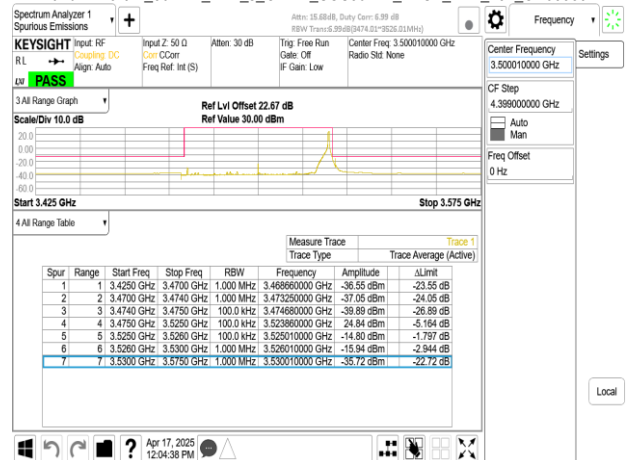 Spectrum Analyzer 1
Spurious Emissions
Attn: 15.68dB, Duty Cerr: 6.99 dB
RBW Trans:6.99dB(3474.01~3526.01MHz)
Frequency
KEYSIGHT
RL
PASS
Input: RF
Coupling: DC
Align: Auto
Input Z: 50 Ω
Corr CCorr
Freq Ref: Int (S)
Atten: 30 dB
Trig: Free Run
Gate: Off
IF Gain: Low
Center Freq: 3.500010000 GHz
Radio Std: None
Center Frequency
3.500010000 GHz
Settings
CF Step
4.399000000 GHz
Auto
Man
Freq Offset
0 Hz
3 All Range Graph
Ref Lvl Offset 22.67 dB
Scale/Div 10.0 dB
Ref Value 30.00 dBm
20.0
0.00
-20.0
-40.0
-60.0
Start 3.425 GHz
Stop 3.575 GHz
4 All Range Table
Measure Trace Trace 1
Trace Type Trace Average (Active)
Spur Range Start Freq Stop Freq RBW Frequency Amplitude ΔLimit
1 1 3.4250 GHz 3.4700 GHz 1.000 MHz 3.468660000 GHz -36.55 dBm -23.55 dB
2 2 3.4700 GHz 3.4740 GHz 1.000 MHz 3.473250000 GHz -37.05 dBm -24.05 dB
3 3 3.4740 GHz 3.4750 GHz 100.0 kHz 3.474680000 GHz -39.89 dBm -26.89 dB
4 4 3.4750 GHz 3.5250 GHz 100.0 kHz 3.523860000 GHz 24.84 dBm -5.164 dB
5 5 3.5250 GHz 3.5260 GHz 100.0 kHz 3.525010000 GHz -14.80 dBm -1.797 dB
6 6 3.5260 GHz 3.5300 GHz 1.000 MHz 3.526010000 GHz -15.94 dBm -2.944 dB
7 7 3.5300 GHz 3.5750 GHz 1.000 MHz 3.530010000 GHz -35.72 dBm -22.72 dB
Local
Apr 17, 2025
12:04:38 PM